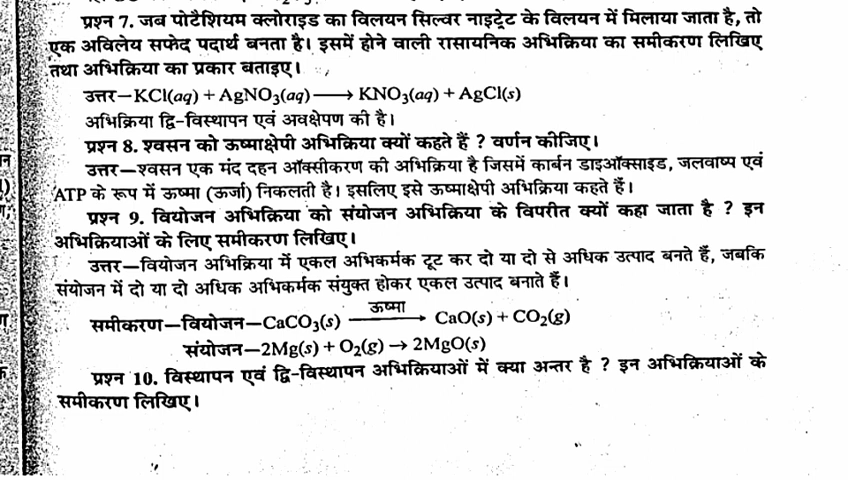 प्रश्न 7. जब पोटैशियम क्लोराइड का विलयन सिल्वर नाइट्रेट के विलयन में मिलाया जाता है, तो
एक अविलेय सफेद पदार्थ बनता है। इसमें होने वाली रासायनिक अभिक्रिया का समीकरण लिखिए
तथा अभिक्रिया का प्रकार बताइए।
उत्तर—KCl(aq) + AgNO₃(aq) ⟶ KNO₃(aq) + AgCl(s)
अभिक्रिया द्वि-विस्थापन एवं अवक्षेपण की है।
प्रश्न 8. श्वसन को ऊष्माक्षेपी अभिक्रिया क्यों कहते हैं ? वर्णन कीजिए।
उत्तर—श्वसन एक मंद दहन ऑक्सीकरण की अभिक्रिया है जिसमें कार्बन डाइऑक्साइड, जलवाष्प एवं
ATP के रूप में ऊष्मा (ऊर्जा) निकलती है। इसलिए इसे ऊष्माक्षेपी अभिक्रिया कहते हैं।
प्रश्न 9. वियोजन अभिक्रिया को संयोजन अभिक्रिया के विपरीत क्यों कहा जाता है ? इन
अभिक्रियाओं के लिए समीकरण लिखिए।
उत्तर—वियोजन अभिक्रिया में एकल अभिकर्मक टूट कर दो या दो से अधिक उत्पाद बनते हैं, जबकि
संयोजन में दो या दो अधिक अभिकर्मक संयुक्त होकर एकल उत्पाद बनाते हैं।
समीकरण—वियोजन—CaCO₃(s) ⟶ऊष्मा CaO(s) + CO₂(g)
संयोजन—2Mg(s) + O₂(g) → 2MgO(s)
प्रश्न 10. विस्थापन एवं द्वि-विस्थापन अभिक्रियाओं में क्या अन्तर है ? इन अभिक्रियाओं के
समीकरण लिखिए।